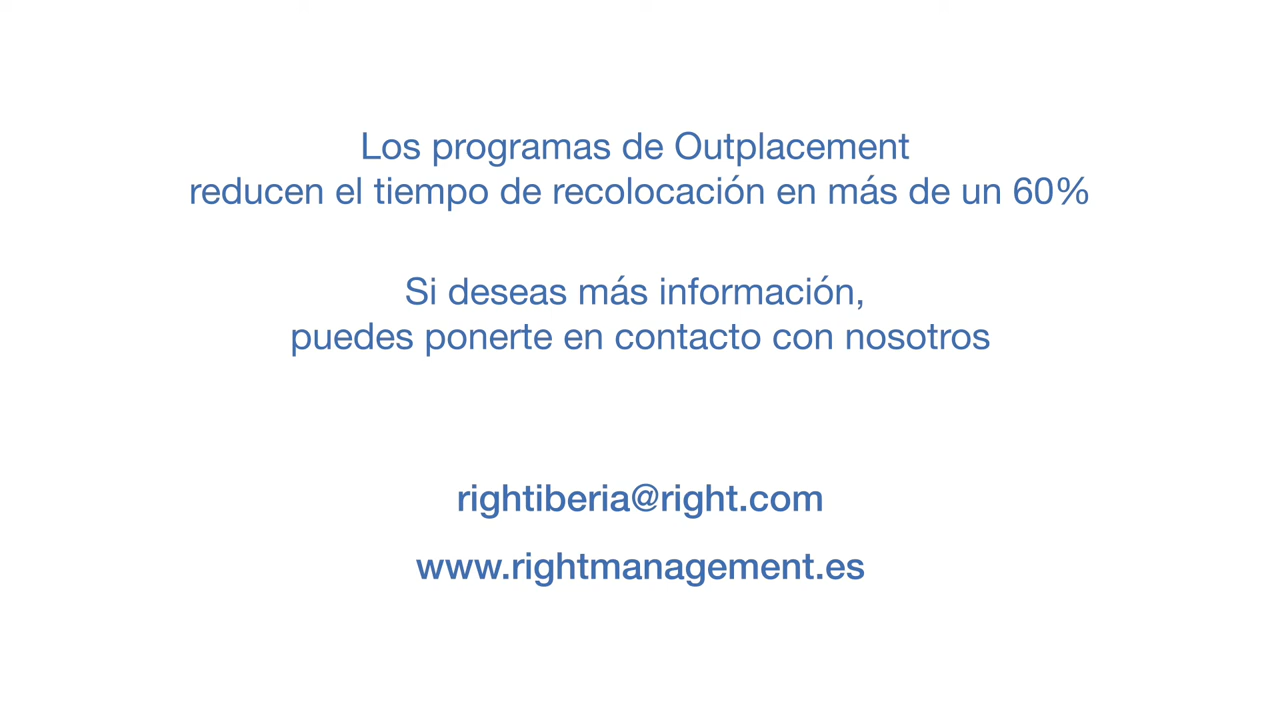 Los programas de Outplacement
reducen el tiempo de recolocación en más de un 60%
Si deseas más información,
puedes ponerte en contacto con nosotros
rightiberia@right.com
www.rightmanagement.es